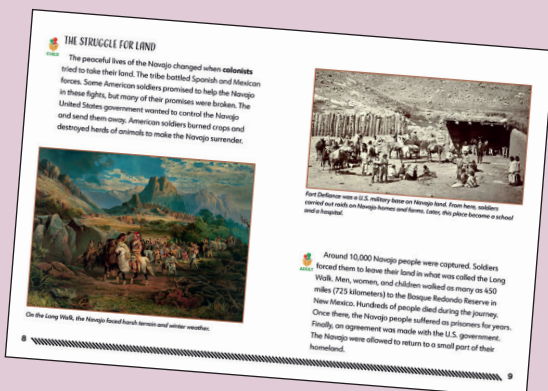 THE STRUGGLE FOR LAND
CHILD
The peaceful lives of the Navajo changed when colonists
tried to take their land. The tribe battled Spanish and Mexican
forces. Some American soldiers promised to help the Navajo
in these fights, but many of their promises were broken. The
United States government wanted to control the Navajo
and send them away. American soldiers burned crops and
destroyed herds of animals to make the Navajo surrender.
On the Long Walk, the Navajo faced harsh terrain and winter weather.
8
Fort Defiance was a U.S. military base on Navajo land. From here, soldiers
carried out raids on Navajo homes and farms. Later, this place became a school
and a hospital.
ADULT
Around 10,000 Navajo people were captured. Soldiers
forced them to leave their land in what was called the Long
Walk. Men, women, and children walked as many as 450
miles (725 kilometers) to the Bosque Redondo Reserve in
New Mexico. Hundreds of people died during the journey.
Once there, the Navajo people suffered as prisoners for years.
Finally, an agreement was made with the U.S. government.
The Navajo were allowed to return to a small part of their
homeland.
9